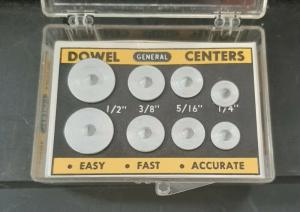 DOWEL GENERAL CENTERS
1/2" 3/8" 5/16" 1/4"
• EASY • FAST • ACCURATE